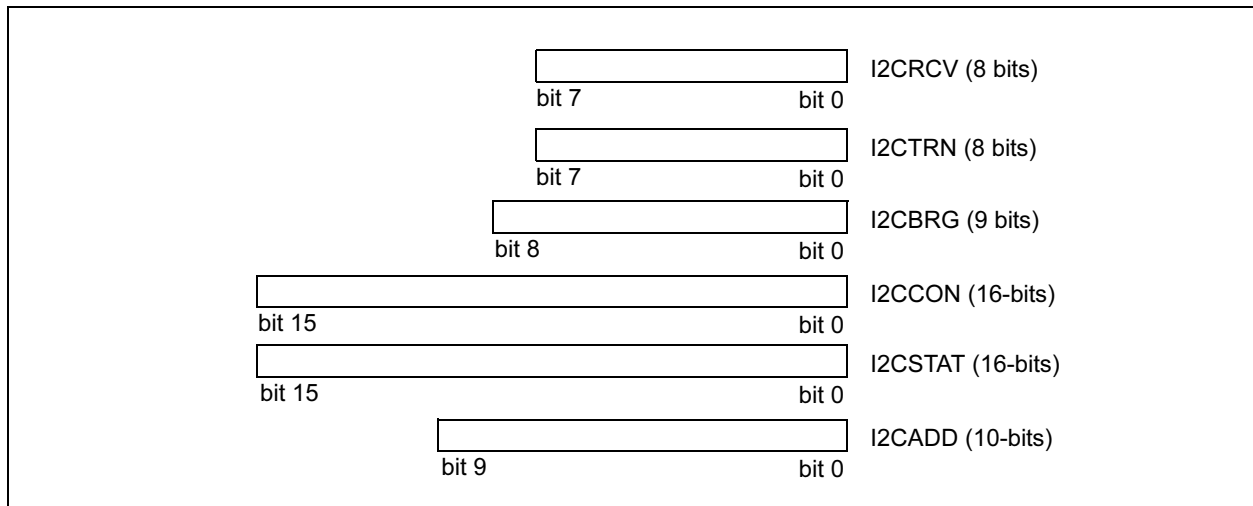 I2CRCV (8 bits)
bit 7 bit 0
I2CTRN (8 bits)
bit 7 bit 0
I2CBRG (9 bits)
bit 8 bit 0
I2CCON (16-bits)
bit 15 bit 0
I2CSTAT (16-bits)
bit 15 bit 0
I2CADD (10-bits)
bit 9 bit 0